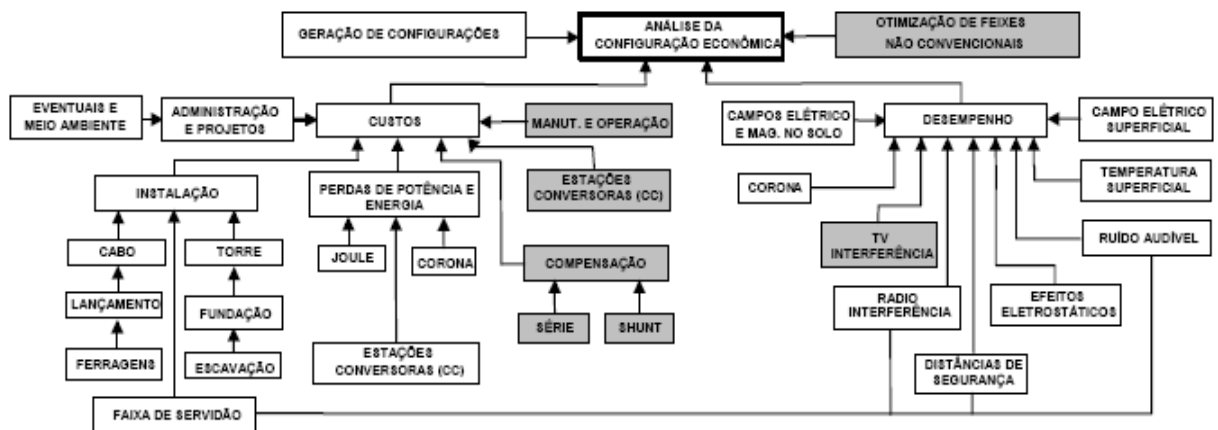 GERAÇÃO DE CONFIGURAÇÕES
ANÁLISE DA
CONFIGURAÇÃO ECONÔMICA
OTIMIZAÇÃO DE FEIXES
NÃO CONVENCIONAIS
EVENTUAIS E
MEIO AMBIENTE
ADMINISTRAÇÃO
E PROJETOS
CUSTOS
MANUT. E OPERAÇÃO
CAMPOS ELÉTRICO
E MAG. NO SOLO
DESEMPENHO
CAMPO ELÉTRICO
SUPERFICIAL
INSTALAÇÃO
PERDAS DE POTÊNCIA E
ENERGIA
ESTAÇÕES
CONVERSORAS (CC)
CORONA
TEMPERATURA
SUPERFICIAL
CABO
TORRE
JOULE
CORONA
COMPENSAÇÃO
TV
INTERFERÊNCIA
RUÍDO AUDÍVEL
LANÇAMENTO
FUNDAÇÃO
SÉRIE
SHUNT
RADIO
INTERFERÊNCIA
EFEITOS
ELETROSTÁTICOS
FERRAGENS
ESCAVAÇÃO
ESTAÇÕES
CONVERSORAS (CC)
DISTÂNCIAS DE
SEGURANÇA
FAIXA DE SERVIDÃO